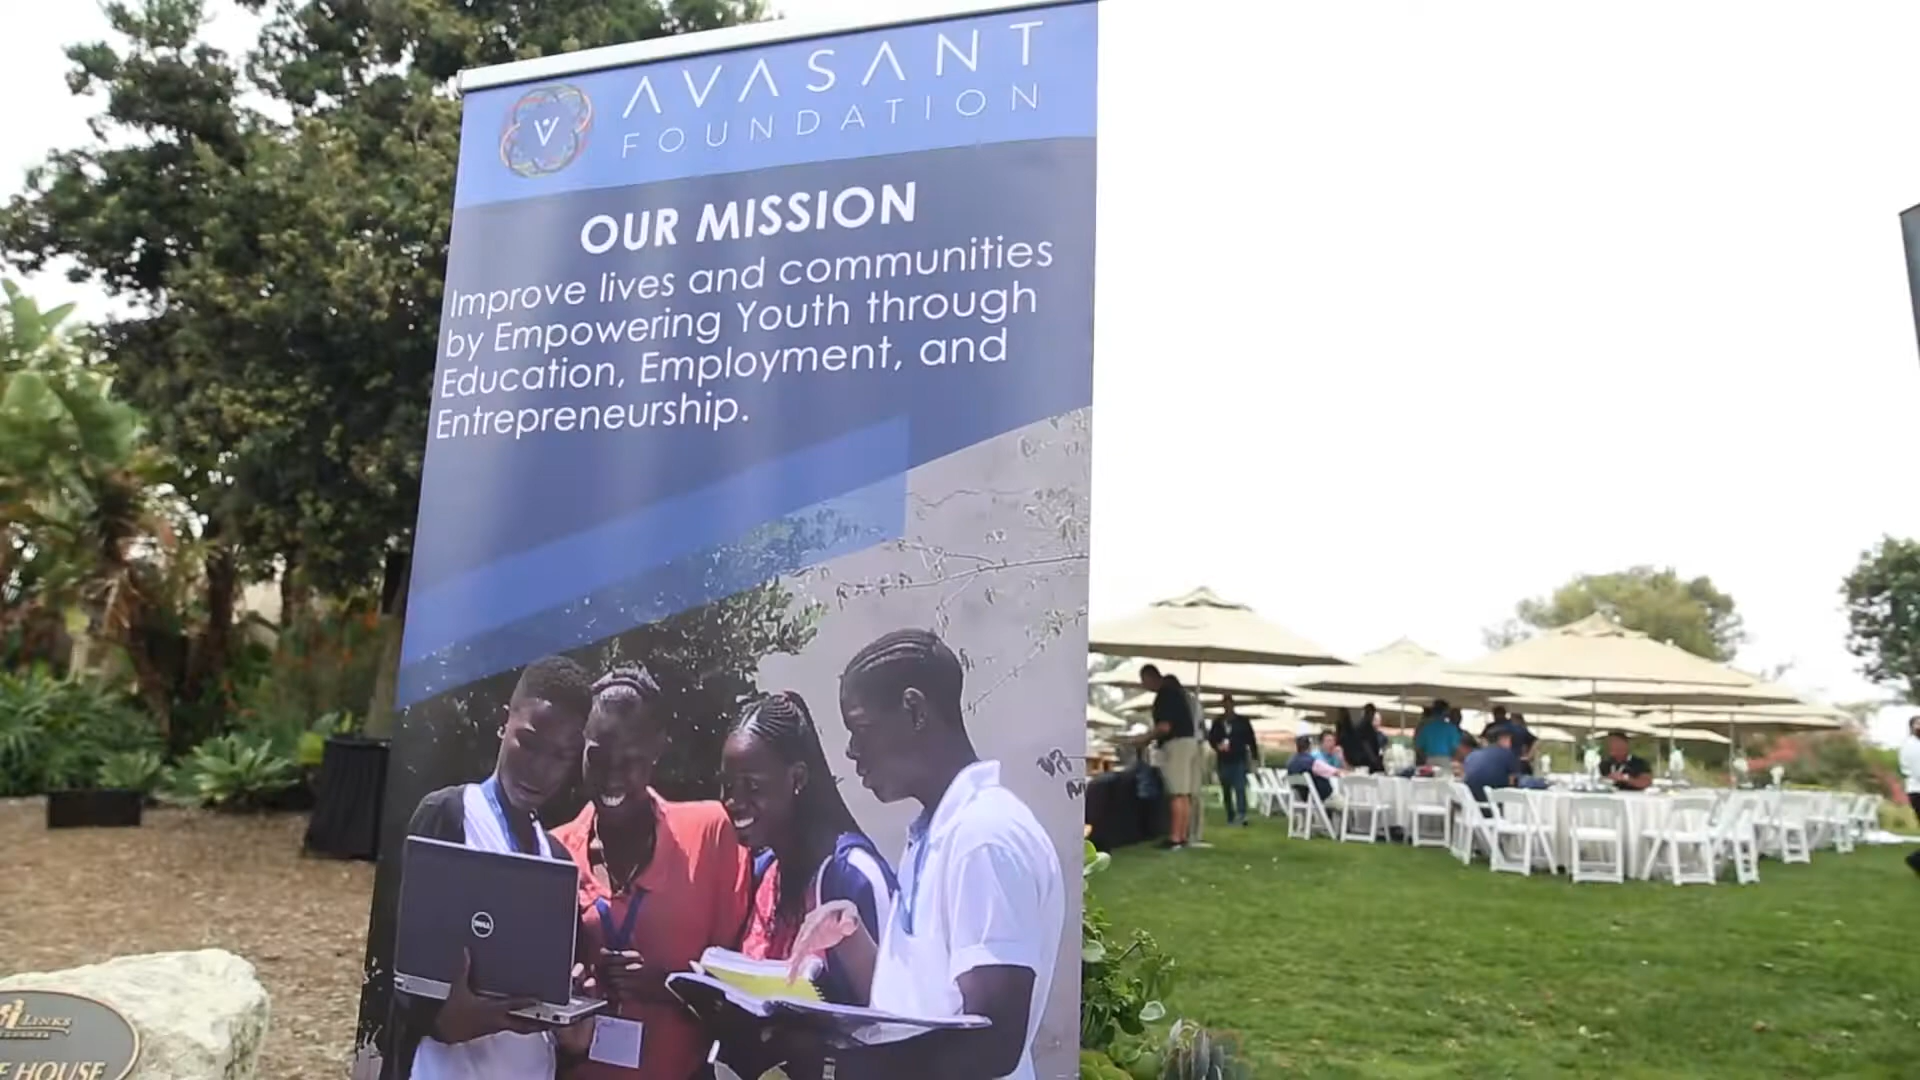 AVASANT
FOUNDATION
OUR MISSION
Improve lives and communities
by Empowering Youth through
Education, Employment, and
Entrepreneurship.
DELL
LINKS
HOUSE